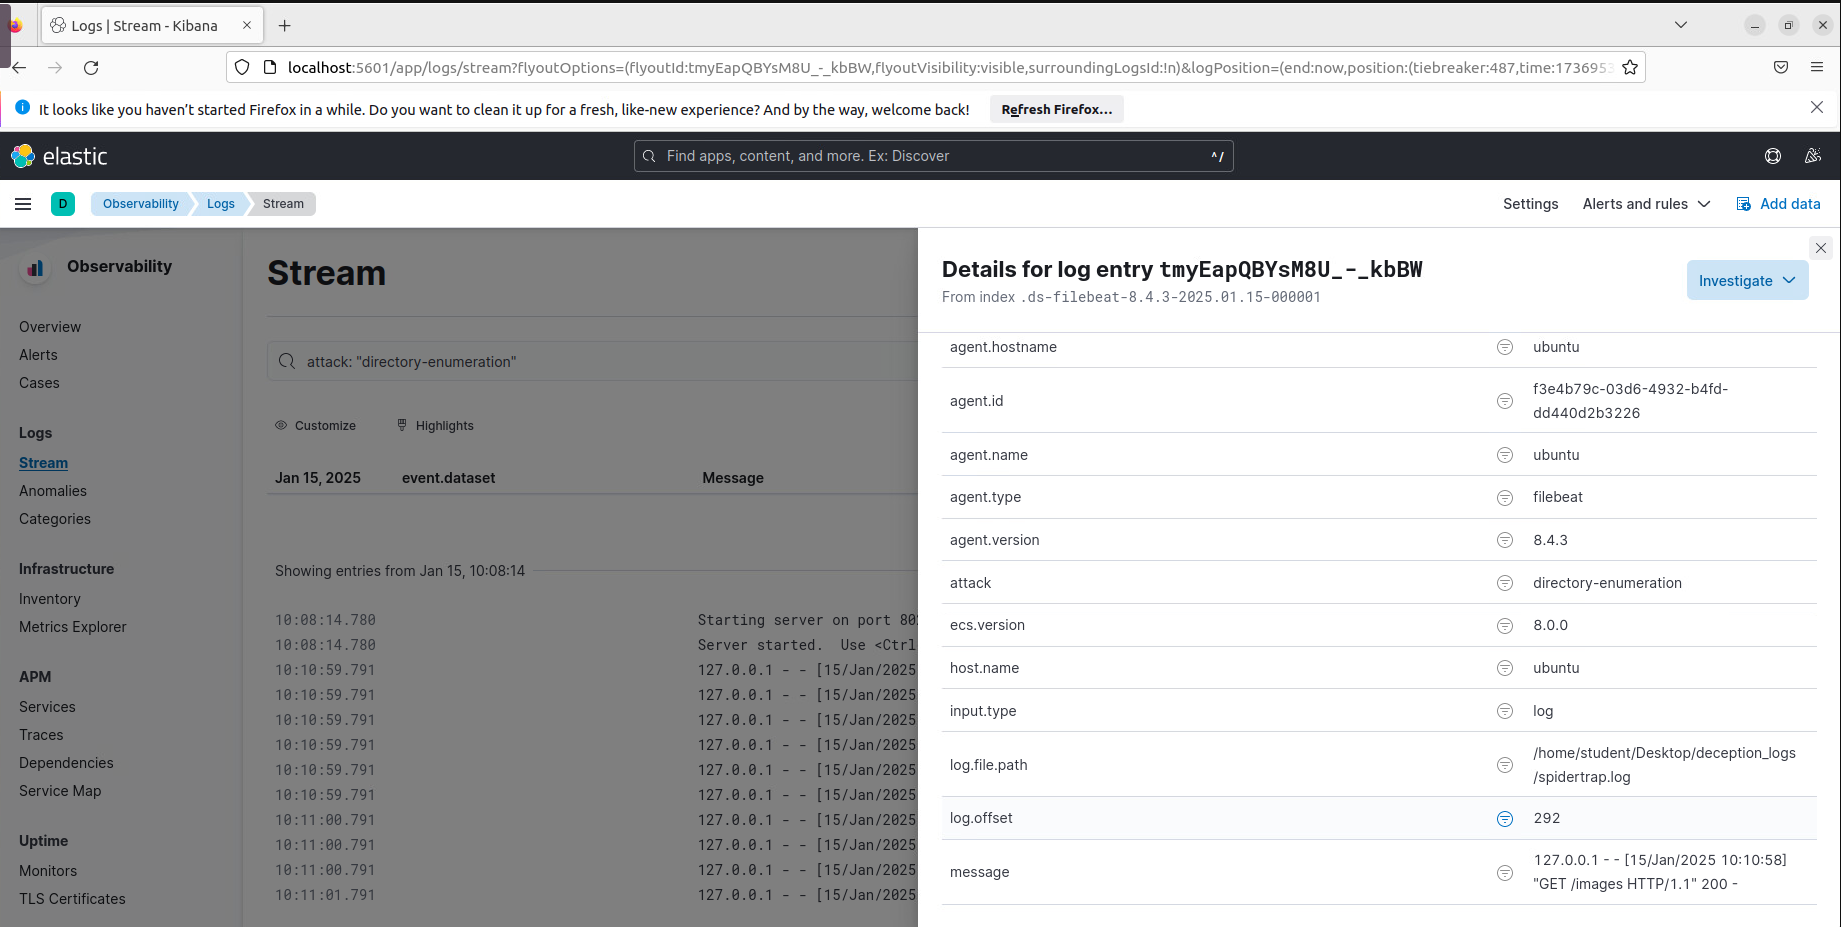 Logs | Stream - Kibana
localhost:5601/app/logs/stream?flyoutOptions=(flyoutId:tmyEapQBYsM8U_-_kbBW,flyoutVisibility:visible,surroundingLogsId:!n)&logPosition=(end:now,position:(tiebreaker:487,time:1736953
It looks like you haven't started Firefox in a while. Do you want to clean it up for a fresh, like-new experience? And by the way, welcome back!
Refresh Firefox...
elastic
Find apps, content, and more. Ex: Discover
^/
D
Observability
Logs
Stream
Settings
Alerts and rules
Add data
Observability
Overview
Alerts
Cases
Logs
Stream
Anomalies
Categories
Infrastructure
Inventory
Metrics Explorer
APM
Services
Traces
Dependencies
Service Map
Uptime
Monitors
TLS Certificates
Stream
attack: "directory-enumeration"
Customize
Highlights
Jan 15, 2025 event.dataset Message
Showing entries from Jan 15, 10:08:14
10:08:14.780 Starting server on port 802
10:08:14.780 Server started. Use <Ctrl
10:10:59.791 127.0.0.1 - - [15/Jan/2025
10:10:59.791 127.0.0.1 - - [15/Jan/2025
10:10:59.791 127.0.0.1 - - [15/Jan/2025
10:10:59.791 127.0.0.1 - - [15/Jan/2025
10:10:59.791 127.0.0.1 - - [15/Jan/2025
10:10:59.791 127.0.0.1 - - [15/Jan/2025
10:11:00.791 127.0.0.1 - - [15/Jan/2025
10:11:00.791 127.0.0.1 - - [15/Jan/2025
10:11:00.791 127.0.0.1 - - [15/Jan/2025
10:11:01.791 127.0.0.1 - - [15/Jan/2025
Details for log entry tmyEapQBYsM8U_-_kbBW
From index .ds-filebeat-8.4.3-2025.01.15-000001
Investigate
agent.hostname ubuntu
agent.id f3e4b79c-03d6-4932-b4fd-
dd440d2b3226
agent.name ubuntu
agent.type filebeat
agent.version 8.4.3
attack directory-enumeration
ecs.version 8.0.0
host.name ubuntu
input.type log
log.file.path /home/student/Desktop/deception_logs
/spidertrap.log
log.offset 292
message 127.0.0.1 - - [15/Jan/2025 10:10:58]
"GET /images HTTP/1.1" 200 -